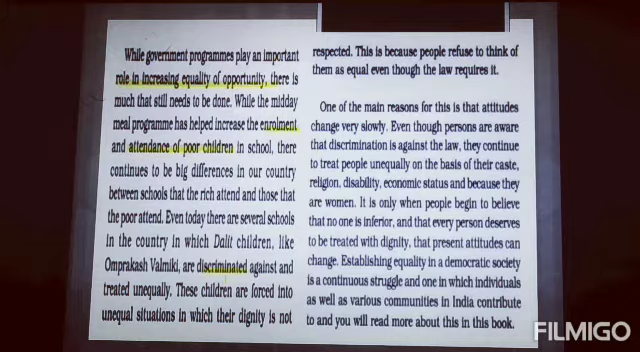 While government programmes play an important
role in increasing equality of opportunity, there is
much that still needs to be done. While the midday
meal programme has helped increase the enrolment
and attendance of poor children in school, there
continues to be big differences in our country
between schools that the rich attend and those that
the poor attend. Even today there are several schools
in the country in which Dalit children, like
Omprakash Valmiki, are discriminated against and
treated unequally. These children are forced into
unequal situations in which their dignity is not
respected. This is because people refuse to think of
them as equal even though the law requires it.
One of the main reasons for this is that attitudes
change very slowly. Even though persons are aware
that discrimination is against the law, they continue
to treat people unequally on the basis of their caste,
religion, disability, economic status and because they
are women. It is only when people begin to believe
that no one is inferior, and that every person deserves
to be treated with dignity, that present attitudes can
change. Establishing equality in a democratic society
is a continuous struggle and one in which individuals
as well as various communities in India contribute
to and you will read more about this in this book.
FILMIGO